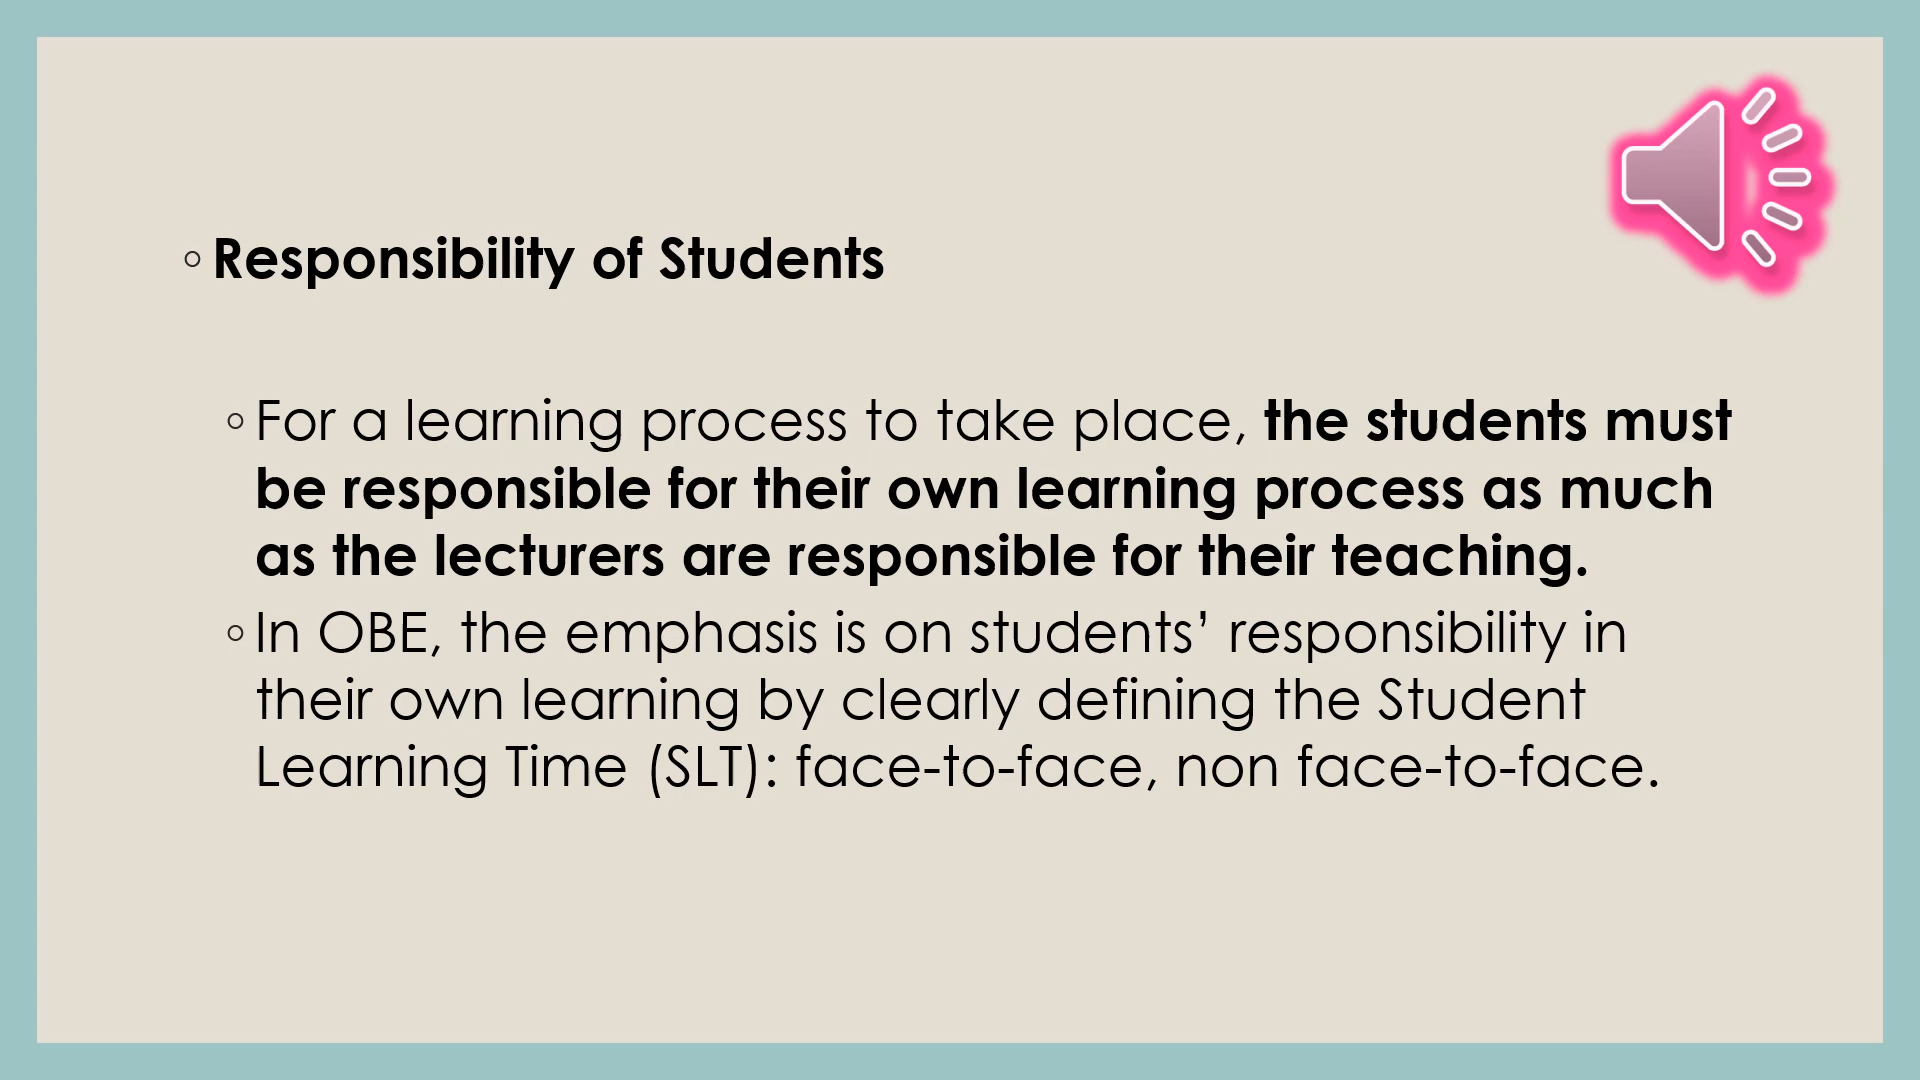 ◦ Responsibility of Students
◦ For a learning process to take place, the students must
be responsible for their own learning process as much
as the lecturers are responsible for their teaching.
◦ In OBE, the emphasis is on students’ responsibility in
their own learning by clearly defining the Student
Learning Time (SLT): face-to-face, non face-to-face.